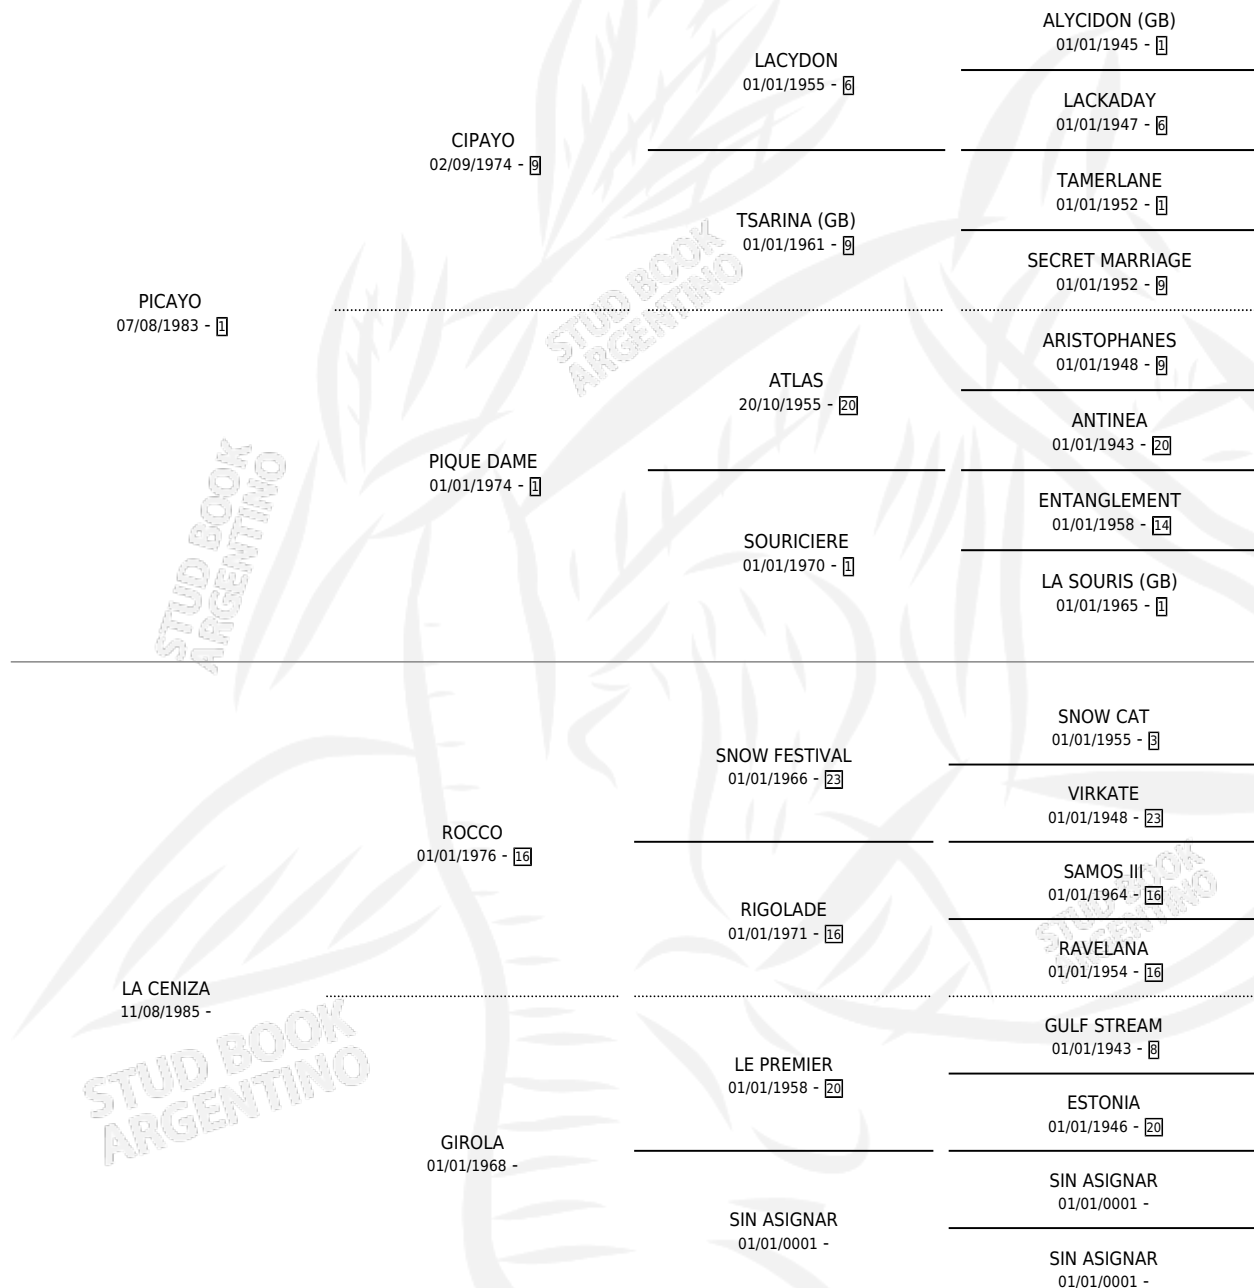 ALYCIDON (GB)
01/01/1945 - 1
LACYDON
01/01/1955 - 6
LACKADAY
01/01/1947 - 6
CIPAYO
02/09/1974 - 9
TAMERLANE
01/01/1952 - 1
TSARINA (GB)
01/01/1961 - 9
SECRET MARRIAGE
01/01/1952 - 9
PICAYO
07/08/1983 - 1
STUD BOOK
ARGENTINO
ARISTOPHANES
01/01/1948 - 9
ATLAS
20/10/1955 - 20
ANTINEA
01/01/1943 - 20
PIQUE DAME
01/01/1974 - 1
ENTANGLEMENT
01/01/1958 - 14
SOURICIERE
01/01/1970 - 1
LA SOURIS (GB)
01/01/1965 - 1
STUD BOOK
ARGENTINO
SNOW CAT
01/01/1955 - 3
SNOW FESTIVAL
01/01/1966 - 23
VIRKATE
01/01/1948 - 23
ROCCO
01/01/1976 - 16
SAMOS III
01/01/1964 - 16
RIGOLADE
01/01/1971 - 16
RAVELANA
01/01/1954 - 16
STUD BOOK
ARGENTINO
LA CENIZA
11/08/1985 -
GULF STREAM
01/01/1943 - 8
LE PREMIER
01/01/1958 - 20
ESTONIA
01/01/1946 - 20
STUD BOOK
ARGENTINO
GIROLA
01/01/1968 -
SIN ASIGNAR
01/01/0001 -
SIN ASIGNAR
01/01/0001 -
SIN ASIGNAR
01/01/0001 -